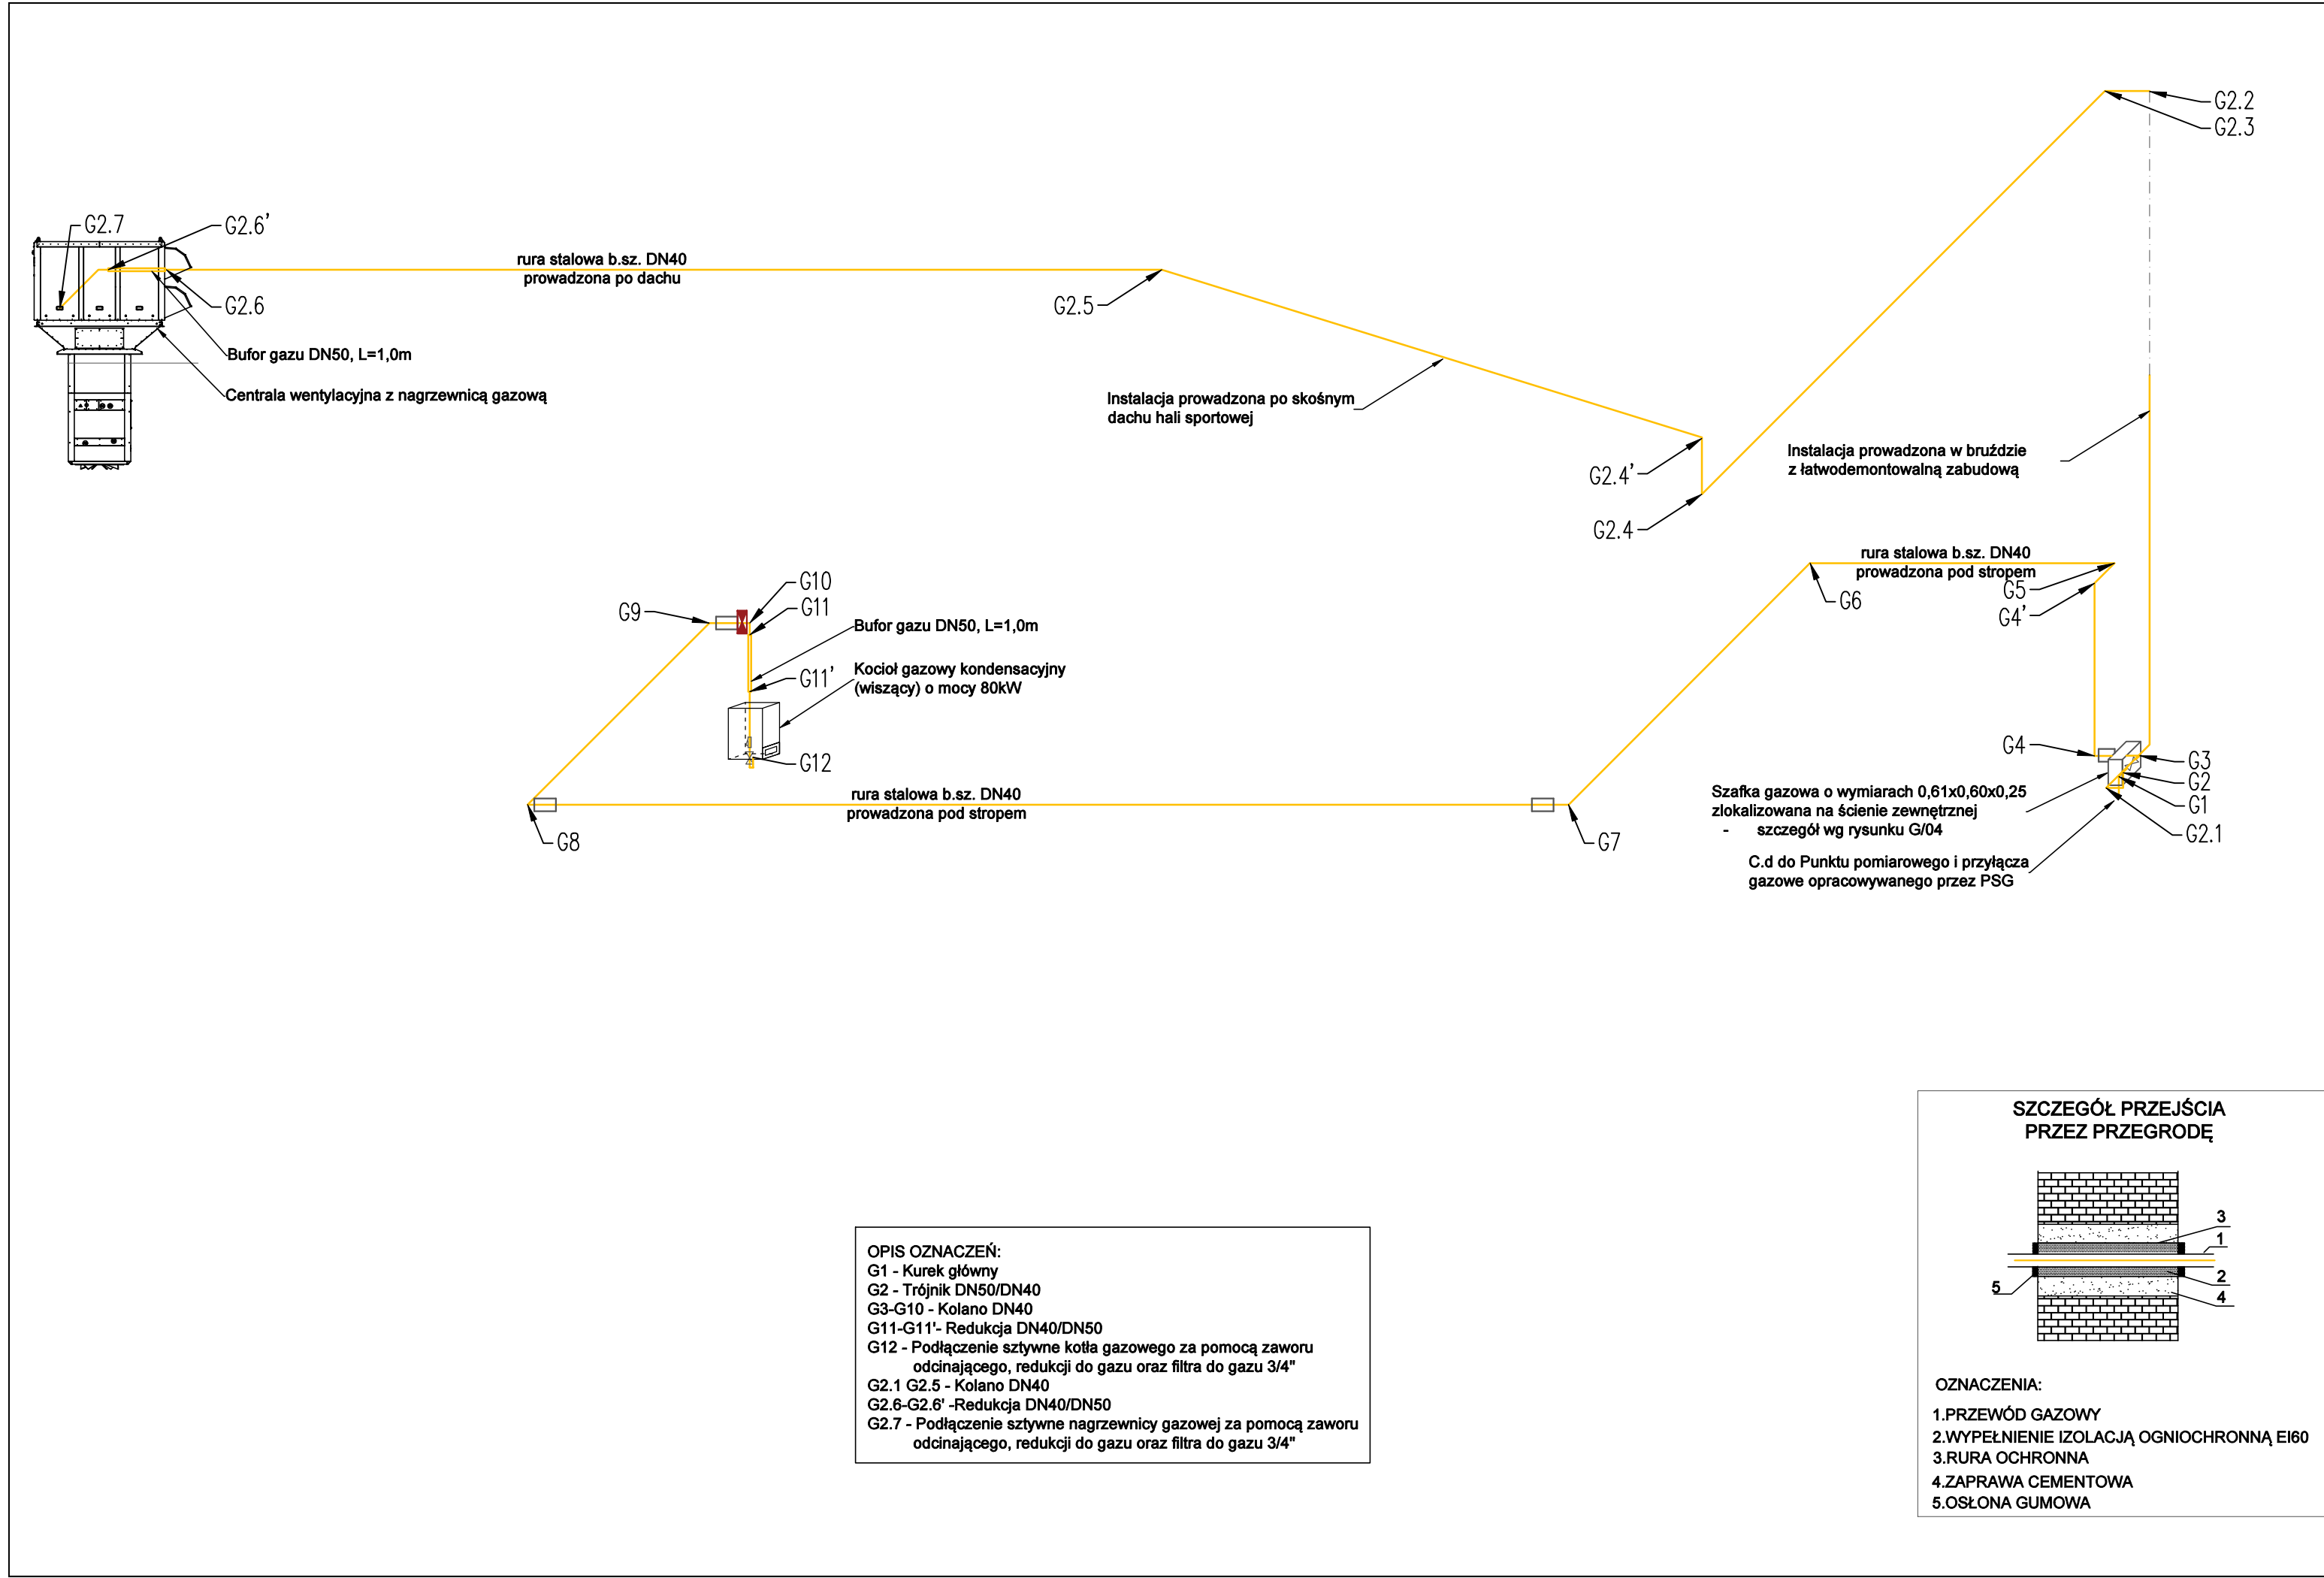 G2.2
G2.3
G2.7
G2.6'
rura stalowa b.sz. DN40
prowadzona po dachu
G2.6
G2.5
Bufor gazu DN50, L=1,0m
Centrala wentylacyjna z nagrzewnicą gazową
Instalacja prowadzona po skośnym
dachu hali sportowej
G2.4'
G2.4
Instalacja prowadzona w bruździe
z łatwodemontowalną zabudową
rura stalowa b.sz. DN40
prowadzona pod stropem
G5
G4'
G6
G9
G10
G11
Bufor gazu DN50, L=1,0m
G11'
Kocioł gazowy kondensacyjny
(wiszący) o mocy 80kW
G12
G4
G3
G2
G1
G2.1
Szafka gazowa o wymiarach 0,61x0,60x0,25
zlokalizowana na ścienie zewnętrznej
- szczegół wg rysunku G/04
rura stalowa b.sz. DN40
prowadzona pod stropem
G8
G7
C.d do Punktu pomiarowego i przyłącza
gazowe opracowywanego przez PSG
SZCZEGÓŁ PRZEJŚCIA
PRZEZ PRZEGRODĘ
3
1
2
5
4
OZNACZENIA:
1.PRZEWÓD GAZOWY
2.WYPEŁNIENIE IZOLACJĄ OGNIOCHRONNĄ EI60
3.RURA OCHRONNA
4.ZAPRAWA CEMENTOWA
5.OSŁONA GUMOWA
OPIS OZNACZEŃ:
G1 - Kurek główny
G2 - Trójnik DN50/DN40
G3-G10 - Kolano DN40
G11-G11'- Redukcja DN40/DN50
G12 - Podłączenie sztywne kotła gazowego za pomocą zaworu
odcinającego, redukcji do gazu oraz filtra do gazu 3/4"
G2.1 G2.5 - Kolano DN40
G2.6-G2.6' -Redukcja DN40/DN50
G2.7 - Podłączenie sztywne nagrzewnicy gazowej za pomocą zaworu
odcinającego, redukcji do gazu oraz filtra do gazu 3/4"